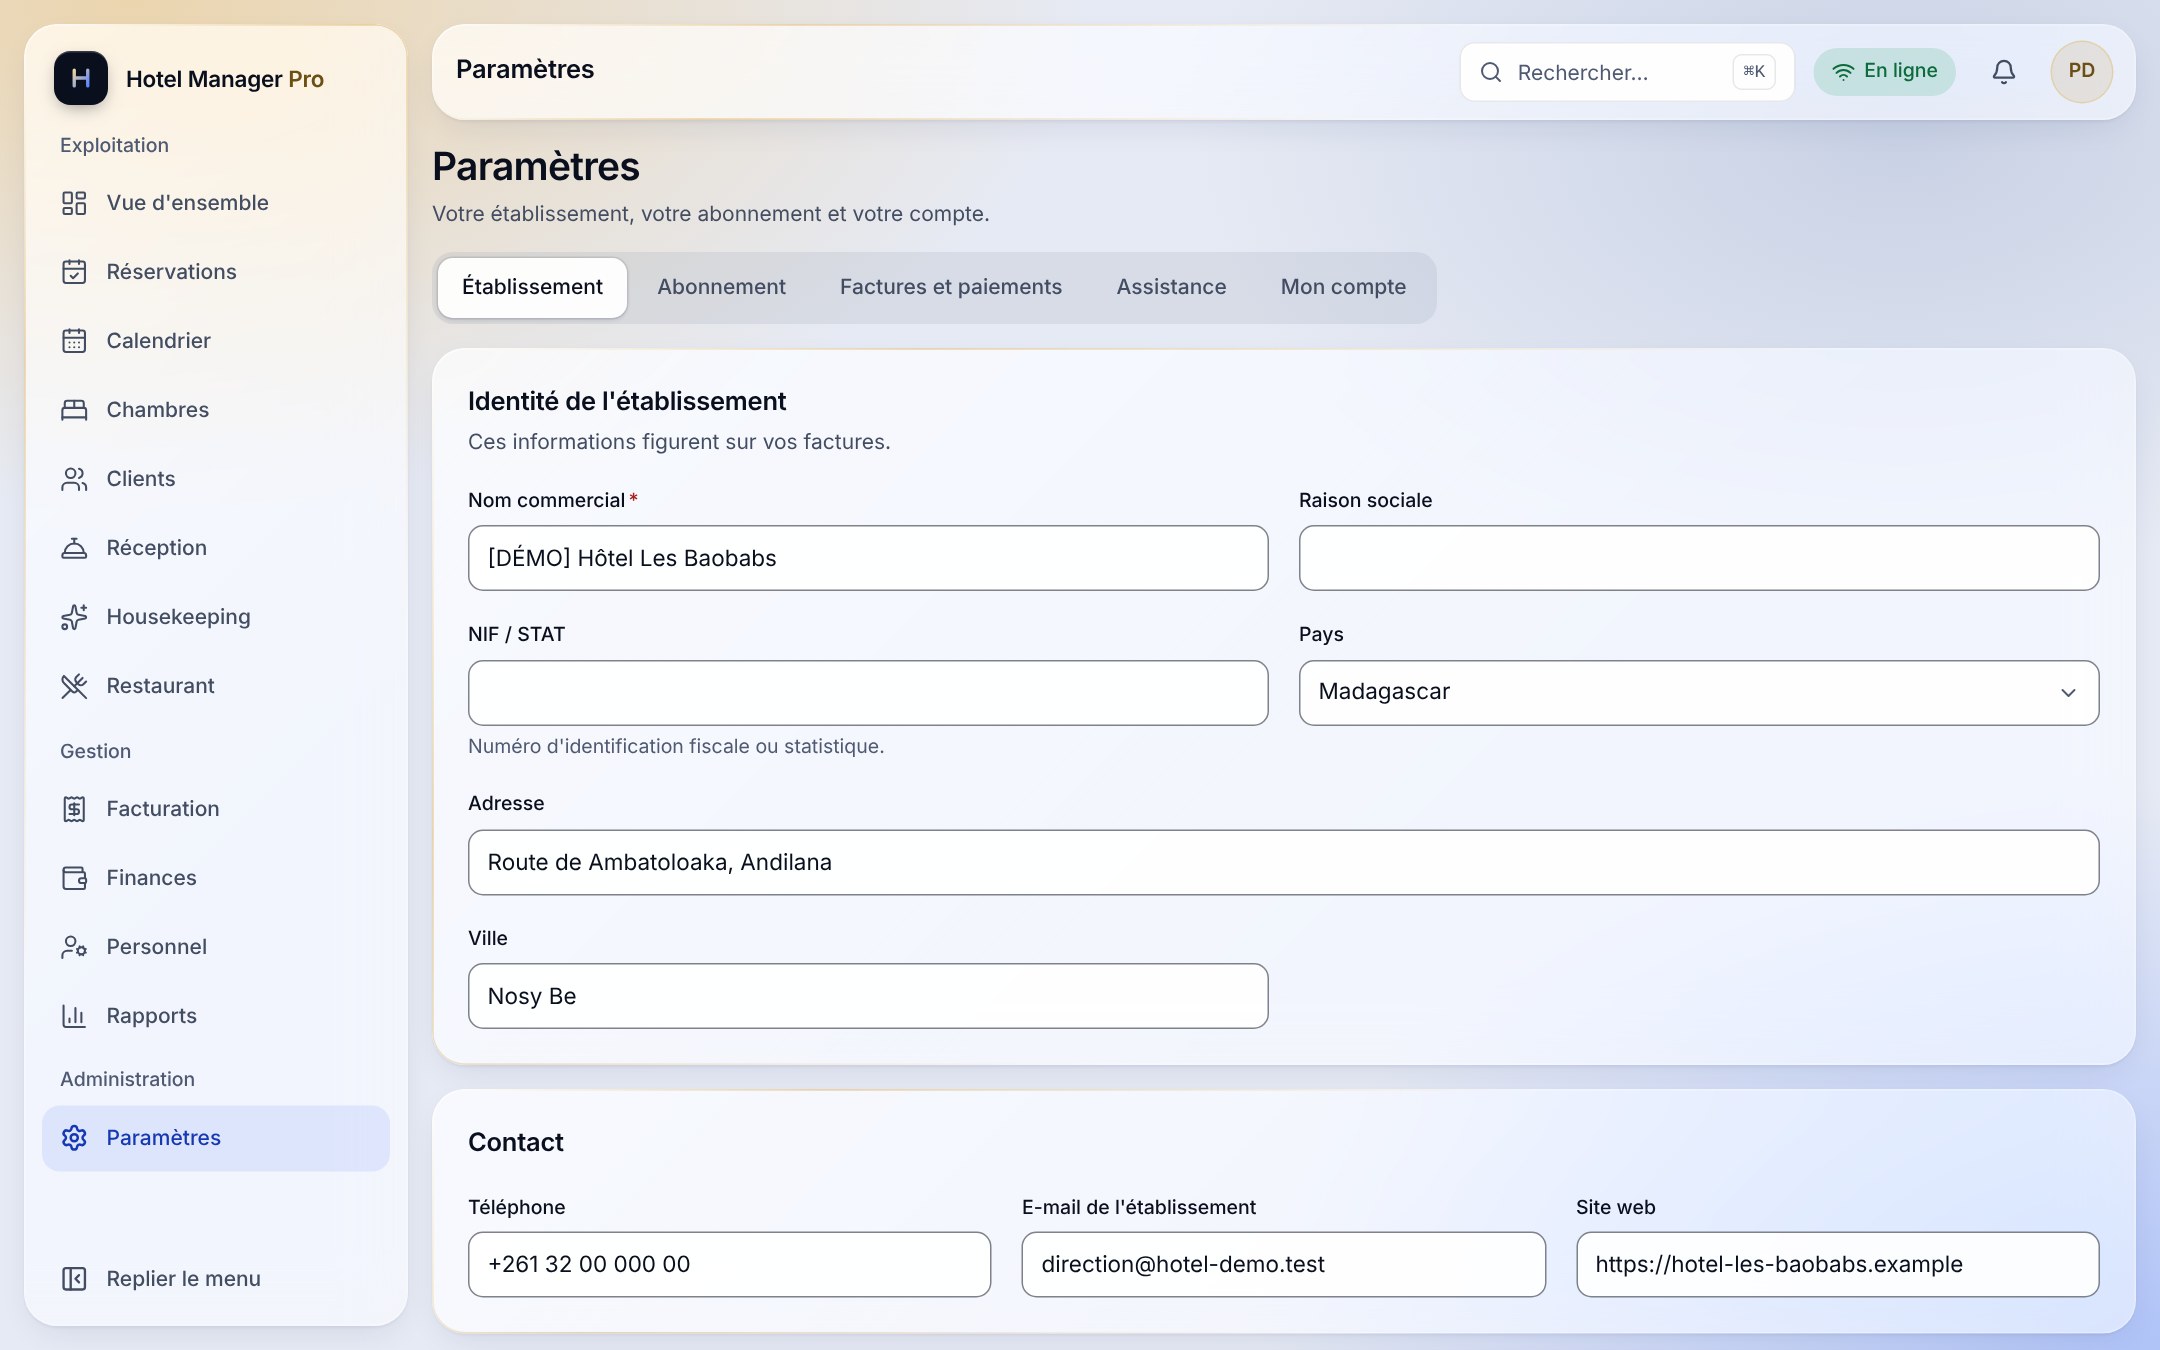 Hotel Manager Pro
Exploitation
Vue d'ensemble
Réservations
Calendrier
Chambres
Clients
Réception
Housekeeping
Restaurant
Gestion
Facturation
Finances
Personnel
Rapports
Administration
Paramètres
Replier le menu
Paramètres
Rechercher...
⌘K
En ligne
PD
Paramètres
Votre établissement, votre abonnement et votre compte.
Établissement
Abonnement
Factures et paiements
Assistance
Mon compte
Identité de l'établissement
Ces informations figurent sur vos factures.
Nom commercial*
Raison sociale
[DÉMO] Hôtel Les Baobabs
NIF / STAT
Pays
Madagascar
Numéro d'identification fiscale ou statistique.
Adresse
Route de Ambatoloaka, Andilana
Ville
Nosy Be
Contact
Téléphone
E-mail de l'établissement
Site web
+261 32 00 000 00
direction@hotel-demo.test
https://hotel-les-baobabs.example